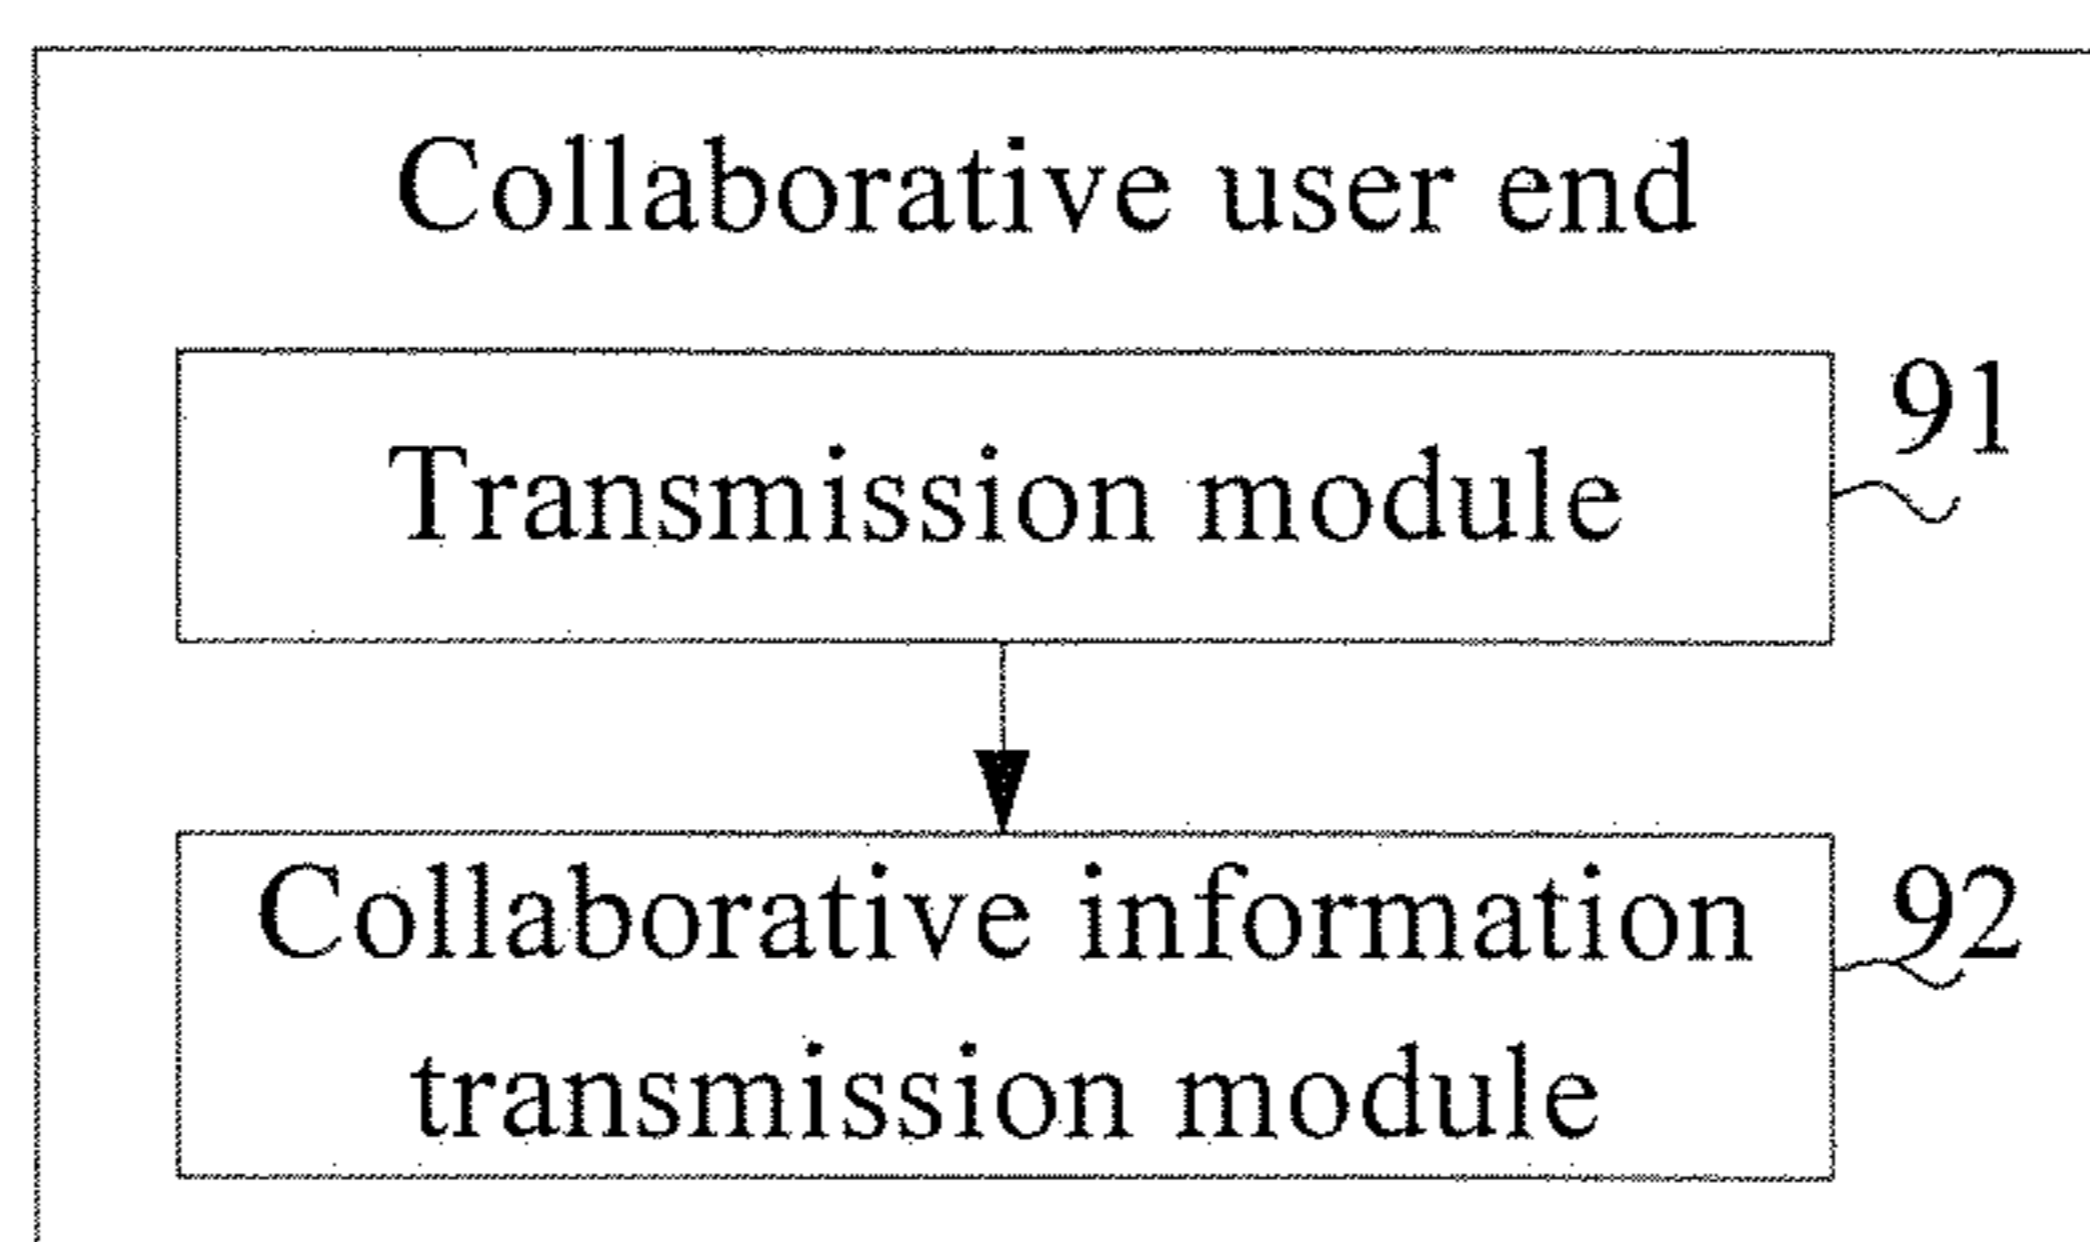 Collaborative user end
91
Transmission module
92
Collaborative information
transmission module